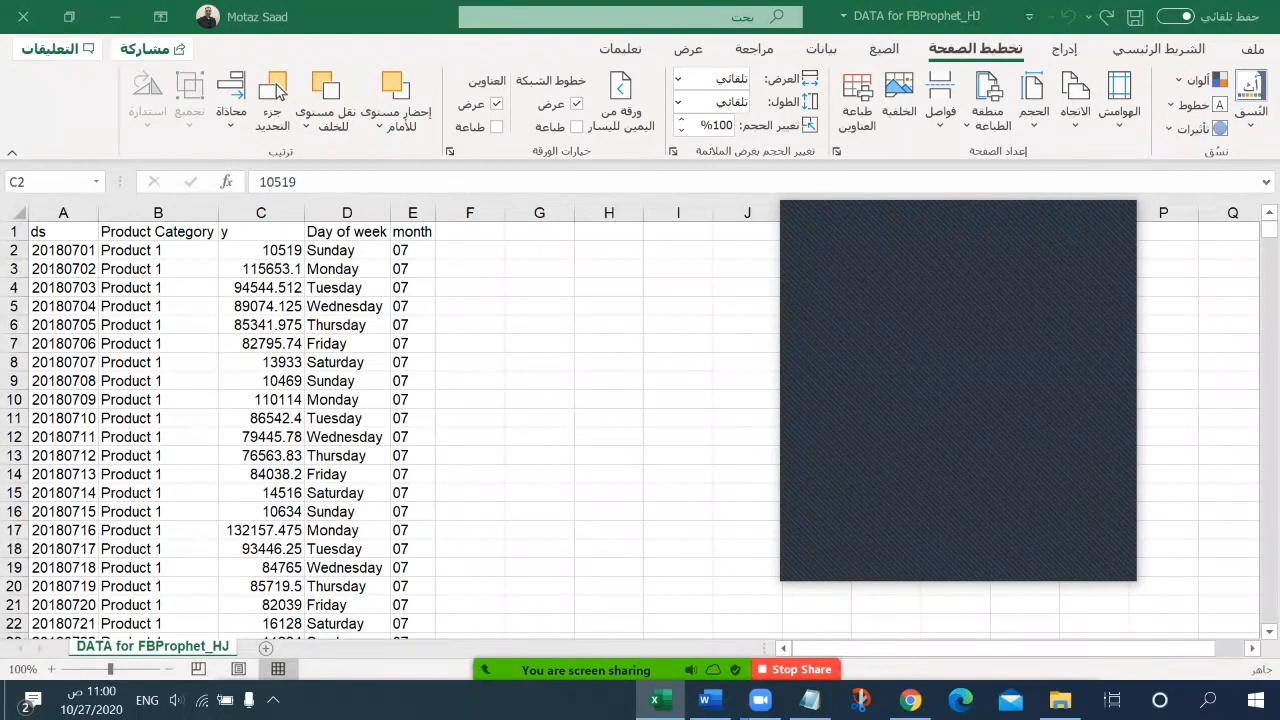 حفظ تلقائي
DATA for FBProphet_HJ
بحث
Motaz Saad
ملف
الشريط الرئيسي
إدراج
تخطيط الصفحة
الصيغ
بيانات
مراجعة
عرض
تعليمات
مشاركة
التعليقات
النُسق
ألوان
خطوط
تأثيرات
نسُق
الهوامش
الاتجاه
الحجم
منطقة الطباعة
فواصل
الخلفية
طباعة العناوين
إعداد الصفحة
العرض: تلقائي
الطول: تلقائي
تغيير الحجم: %100
تغيير الحجم بغرض الملائمة
ورقة من اليمين لليسار
خطوط الشبكة
عرض
طباعة
العناوين
عرض
طباعة
خيارات الورقة
إحضار مستوى للأمام
نقل مستوى للخلف
جزء التحديد
محاذاة
تجميع
استدارة
ترتيب
C2
fx
10519
A B C D E F G H I J P Q
1 ds Product Category y Day of week month
2 20180701 Product 1 10519 Sunday 07
3 20180702 Product 1 115653.1 Monday 07
4 20180703 Product 1 94544.512 Tuesday 07
5 20180704 Product 1 89074.125 Wednesday 07
6 20180705 Product 1 85341.975 Thursday 07
7 20180706 Product 1 82795.74 Friday 07
8 20180707 Product 1 13933 Saturday 07
9 20180708 Product 1 10469 Sunday 07
10 20180709 Product 1 110114 Monday 07
11 20180710 Product 1 86542.4 Tuesday 07
12 20180711 Product 1 79445.78 Wednesday 07
13 20180712 Product 1 76563.83 Thursday 07
14 20180713 Product 1 84038.2 Friday 07
15 20180714 Product 1 14516 Saturday 07
16 20180715 Product 1 10634 Sunday 07
17 20180716 Product 1 132157.475 Monday 07
18 20180717 Product 1 93446.25 Tuesday 07
19 20180718 Product 1 84765 Wednesday 07
20 20180719 Product 1 85719.5 Thursday 07
21 20180720 Product 1 82039 Friday 07
22 20180721 Product 1 16128 Saturday 07
DATA for FBProphet_HJ
100%
You are screen sharing
Stop Share
جاهز
2
11:00 ص
10/27/2020
ENG